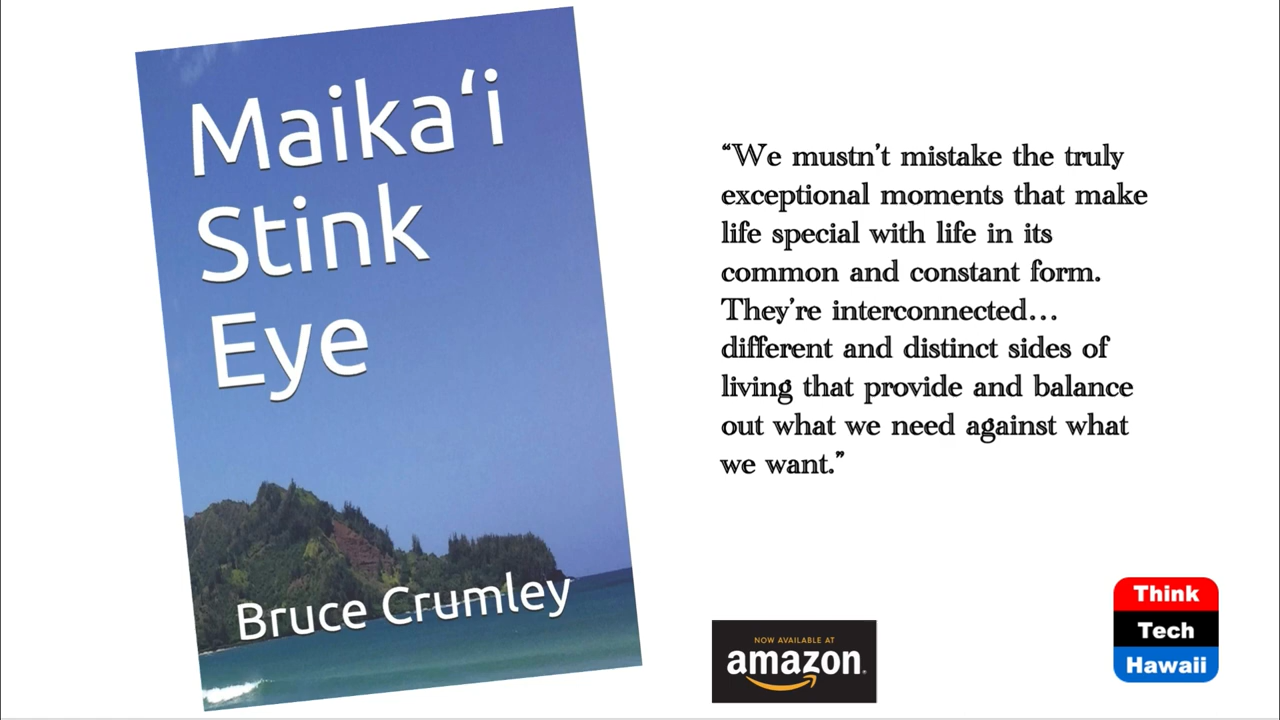 Maikaʻi
Stink
Eye
Bruce Crumley
“We mustn’t mistake the truly
exceptional moments that make
life special with life in its
common and constant form.
They’re interconnected…
different and distinct sides of
living that provide and balance
out what we need against what
we want.”
NOW AVAILABLE AT
amazon
Think
Tech
Hawaii